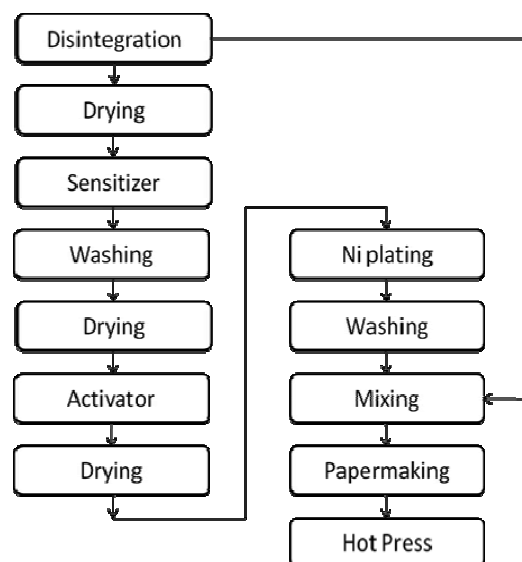 Disintegration
Drying
Sensitizer
Washing
Drying
Activator
Drying
Ni plating
Washing
Mixing
Papermaking
Hot Press